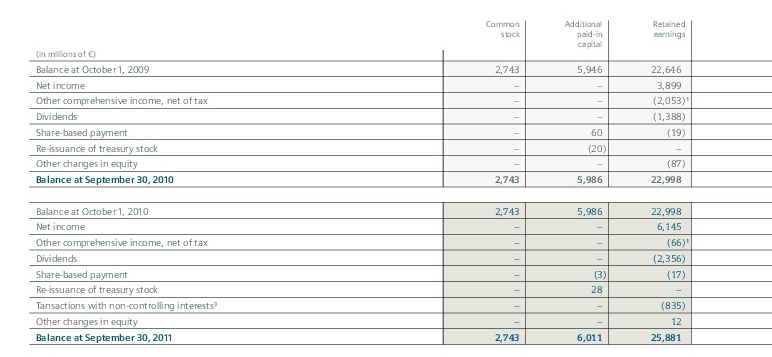 Common stock Additional paid-in capital Retained earnings
(in millions of €)
Balance at October 1, 2009 2,743 5,946 22,646
Net income – – 3,899
Other comprehensive income, net of tax – – (2,053)¹
Dividends – – (1,388)
Share-based payment – 60 (19)
Re-issuance of treasury stock – (20) –
Other changes in equity – – (87)
Balance at September 30, 2010 2,743 5,986 22,998
Balance at October 1, 2010 2,743 5,986 22,998
Net income – – 6,145
Other comprehensive income, net of tax – – (66)¹
Dividends – – (2,356)
Share-based payment – (3) (17)
Re-issuance of treasury stock – 28 –
Tansactions with non-controlling interests³ – – (835)
Other changes in equity – – 12
Balance at September 30, 2011 2,743 6,011 25,881